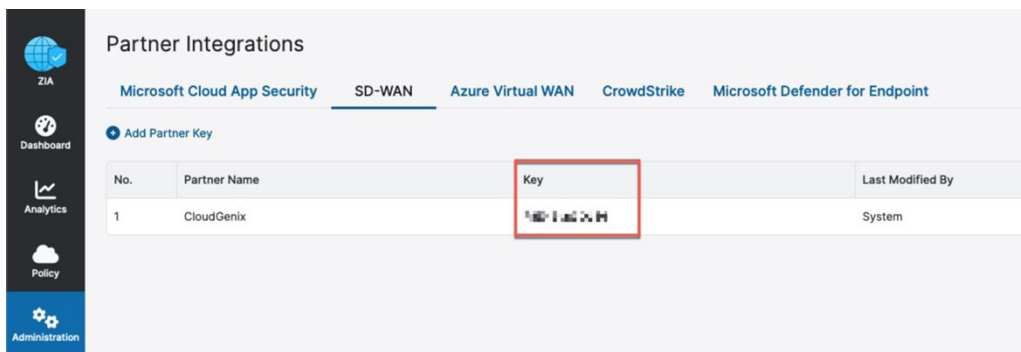 Partner Integrations
ZIA
Microsoft Cloud App Security SD-WAN Azure Virtual WAN CrowdStrike Microsoft Defender for Endpoint
Dashboard
Add Partner Key
No. Partner Name Key Last Modified By
Analytics
1 CloudGenix System
Policy
Administration